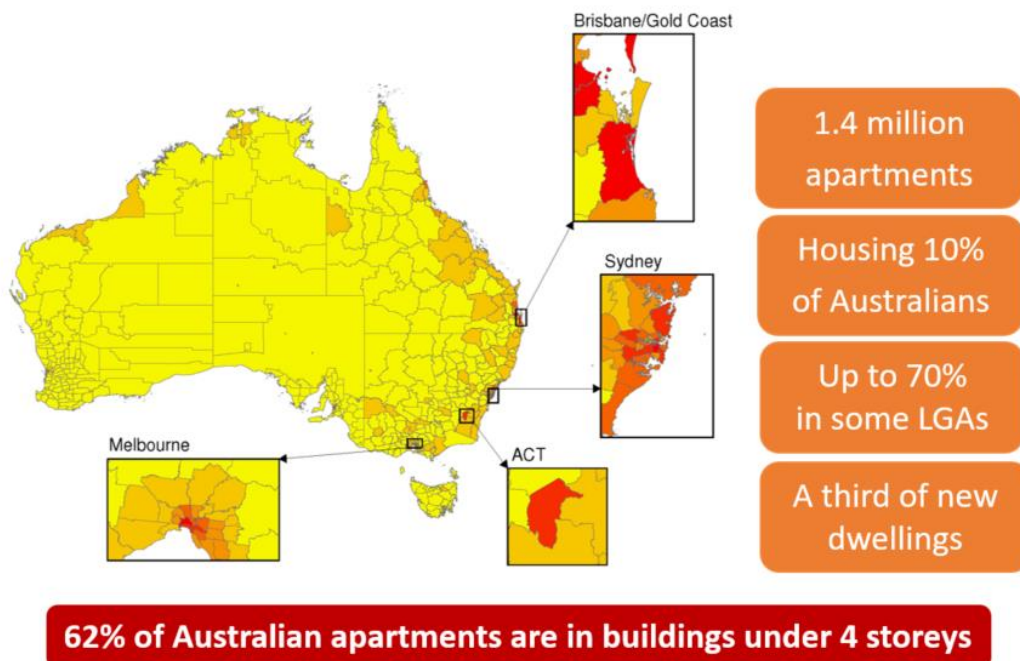 Brisbane/Gold Coast
1.4 million
apartments
Housing 10%
of Australians
Sydney
Up to 70%
in some LGAs
Melbourne
ACT
A third of new
dwellings
62% of Australian apartments are in buildings under 4 storeys